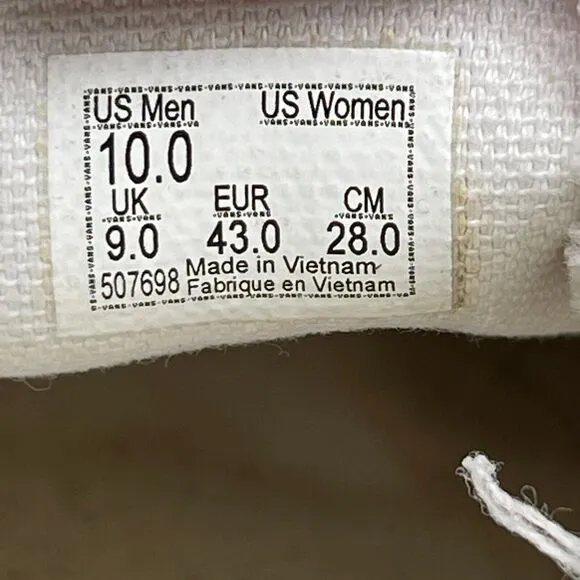 US Men US Women
10.0
UK EUR CM
9.0 43.0 28.0
507698 Made in Vietnam
Fabrique en Vietnam